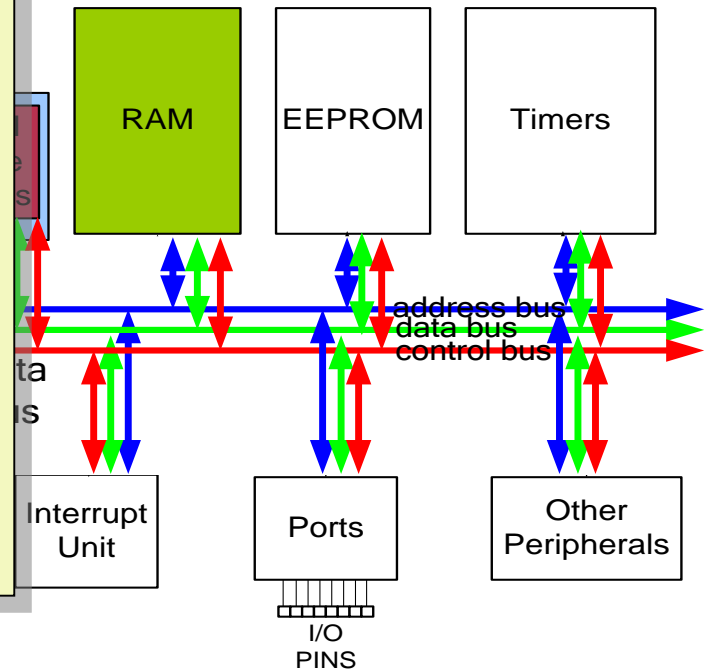 RAM
EEPROM
Timers
address bus
data bus
control bus
Interrupt
Unit
Ports
Other
Peripherals
I/O
PINS